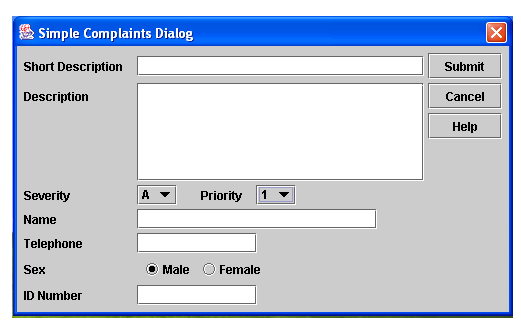 Simple Complaints Dialog
Short Description
Submit
Description
Cancel
Help
Severity A Priority 1
Name
Telephone
Sex Male Female
ID Number